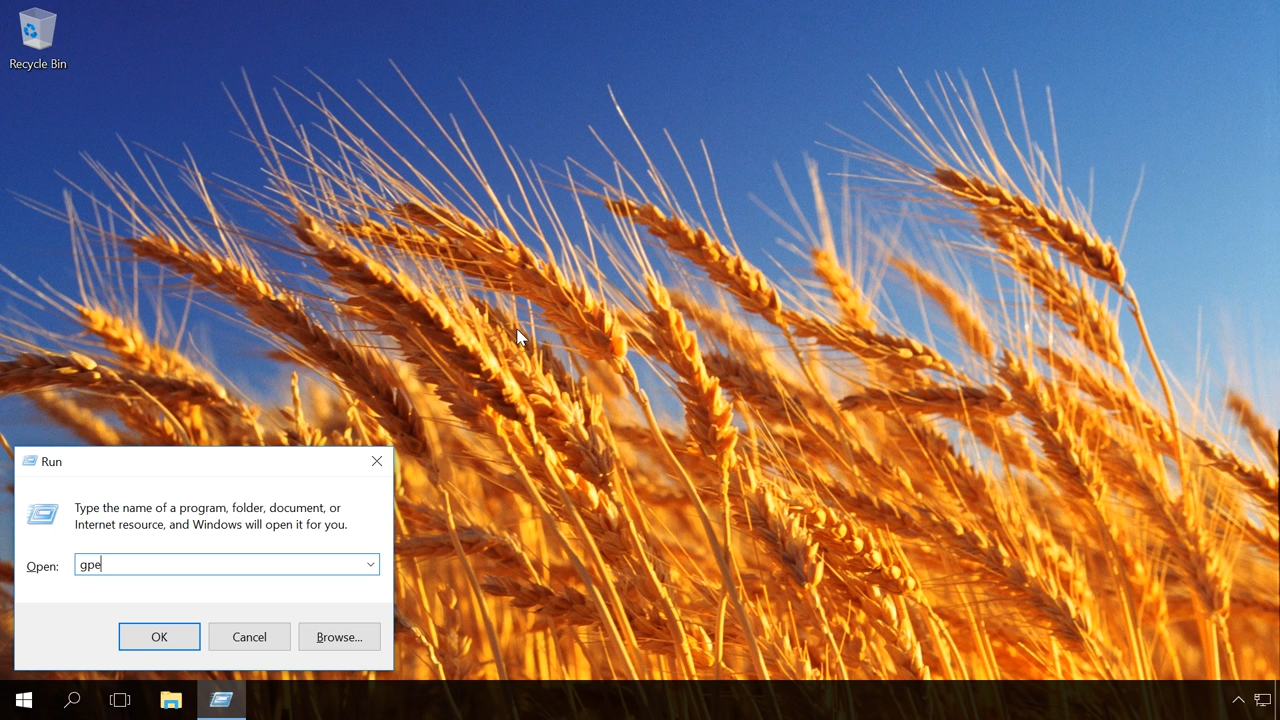 Recycle Bin
Run
Type the name of a program, folder, document, or
Internet resource, and Windows will open it for you.
Open:
gpe
OK
Cancel
Browse...